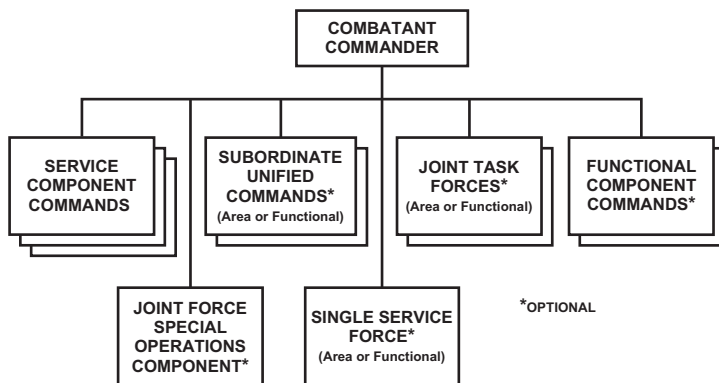 COMBATANT
COMMANDER
SERVICE
COMPONENT
COMMANDS
SUBORDINATE
UNIFIED
COMMANDS*
(Area or Functional)
JOINT TASK
FORCES*
(Area or Functional)
FUNCTIONAL
COMPONENT
COMMANDS*
JOINT FORCE
SPECIAL
OPERATIONS
COMPONENT*
SINGLE SERVICE
FORCE*
(Area or Functional)
*OPTIONAL